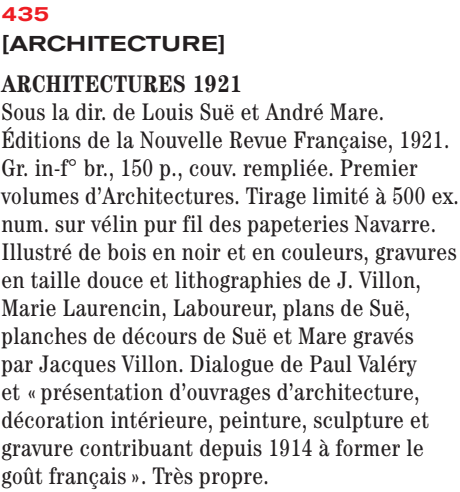 435
[ARCHITECTURE]
ARCHITECTURES 1921
Sous la dir. de Louis Suë et André Mare.
Éditions de la Nouvelle Revue Française, 1921.
Gr. in-f° br., 150 p., couv. rempliée. Premier
volumes d’Architectures. Tirage limité à 500 ex.
num. sur vélin pur fil des papeteries Navarre.
Illustré de bois en noir et en couleurs, gravures
en taille douce et lithographies de J. Villon,
Marie Laurencin, Laboureur, plans de Suë,
planches de décours de Suë et Mare gravés
par Jacques Villon. Dialogue de Paul Valéry
et « présentation d’ouvrages d’architecture,
décoration intérieure, peinture, sculpture et
gravure contribuant depuis 1914 à former le
goût français ». Très propre.